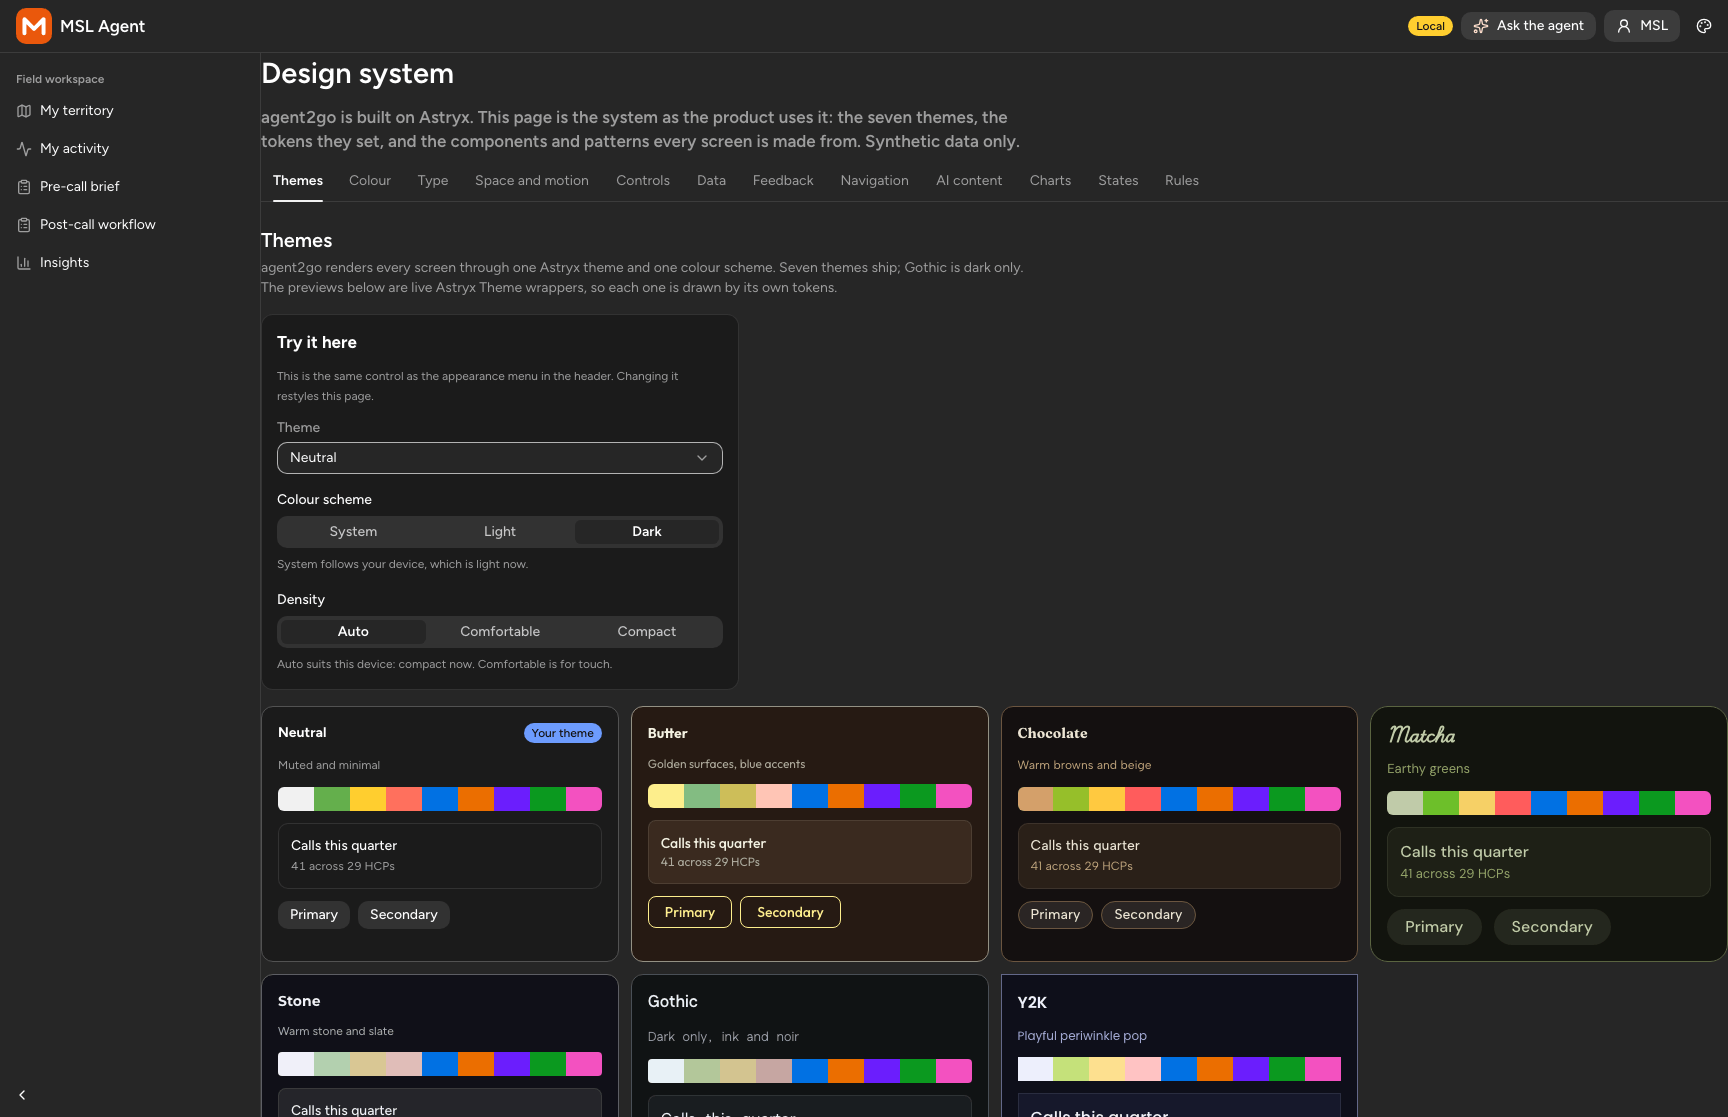 MSL Agent
Local
Ask the agent
MSL
Field workspace
My territory
My activity
Pre-call brief
Post-call workflow
Insights
Design system
agent2go is built on Astryx. This page is the system as the product uses it: the seven themes, the
tokens they set, and the components and patterns every screen is made from. Synthetic data only.
Themes Colour Type Space and motion Controls Data Feedback Navigation AI content Charts States Rules
Themes
agent2go renders every screen through one Astryx theme and one colour scheme. Seven themes ship; Gothic is dark only.
The previews below are live Astryx Theme wrappers, so each one is drawn by its own tokens.
Try it here
This is the same control as the appearance menu in the header. Changing it
restyles this page.
Theme
Neutral
Colour scheme
System Light Dark
System follows your device, which is light now.
Density
Auto Comfortable Compact
Auto suits this device: compact now. Comfortable is for touch.
Neutral
Your theme
Muted and minimal
Calls this quarter
41 across 29 HCPs
Primary Secondary
Butter
Golden surfaces, blue accents
Calls this quarter
41 across 29 HCPs
Primary Secondary
Chocolate
Warm browns and beige
Calls this quarter
41 across 29 HCPs
Primary Secondary
Matcha
Earthy greens
Calls this quarter
41 across 29 HCPs
Primary Secondary
Stone
Warm stone and slate
Calls this quarter
Gothic
Dark only, ink and noir
Calls this quarter
Y2K
Playful periwinkle pop
Calls this quarter